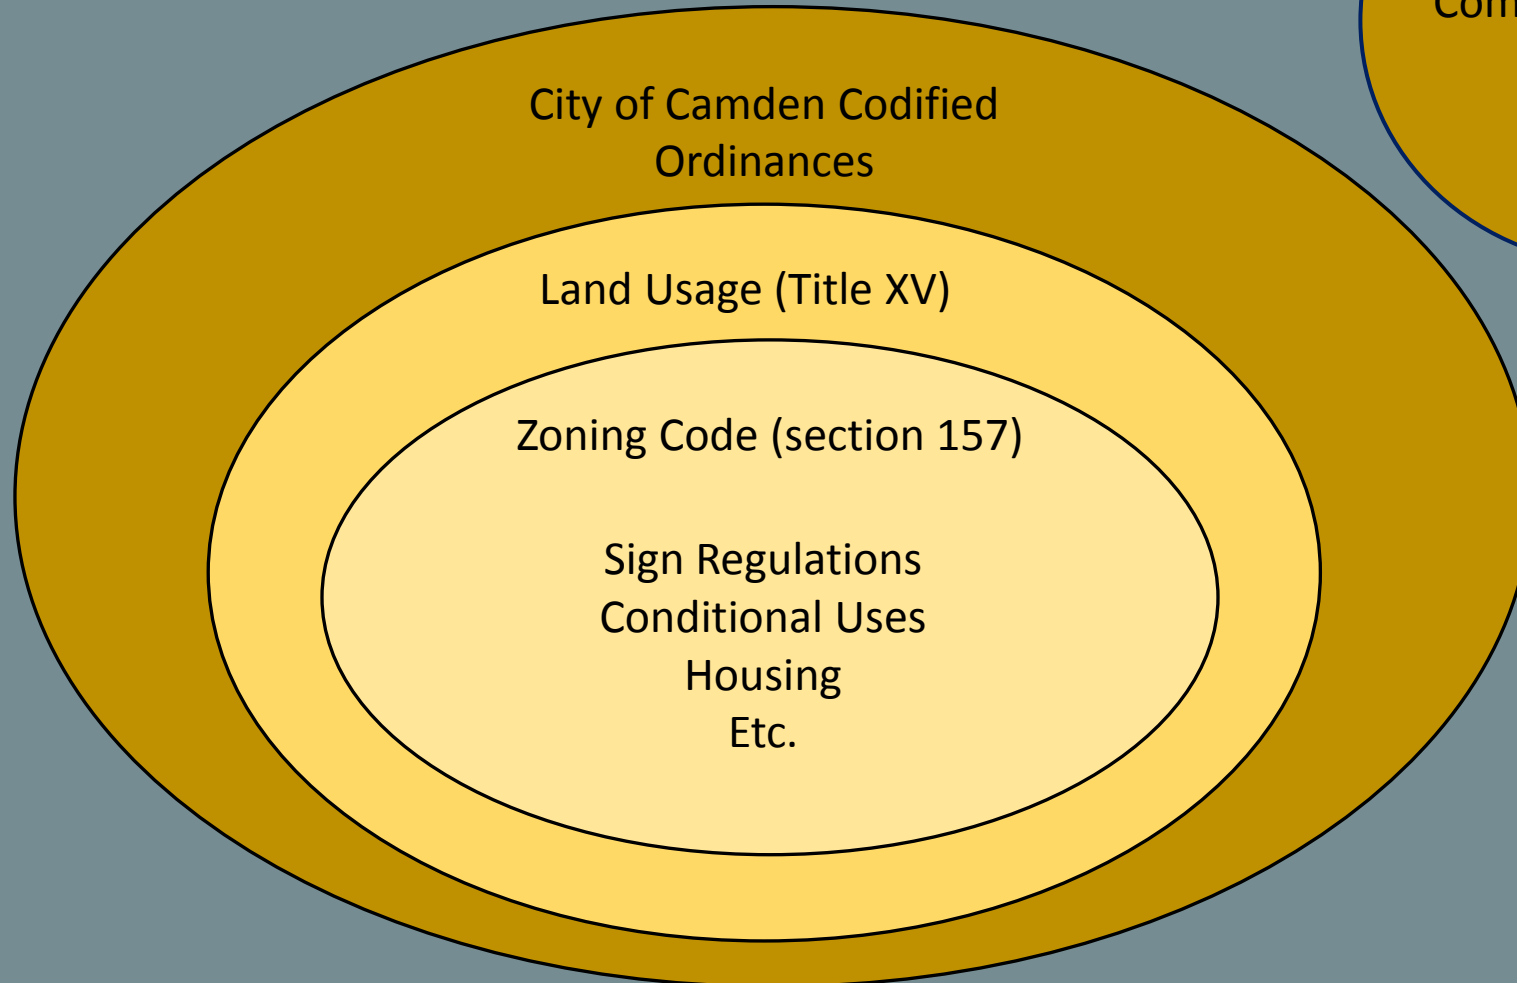 City of Camden Codified
Ordinances
Land Usage (Title XV)
Zoning Code (section 157)
Sign Regulations
Conditional Uses
Housing
Etc.